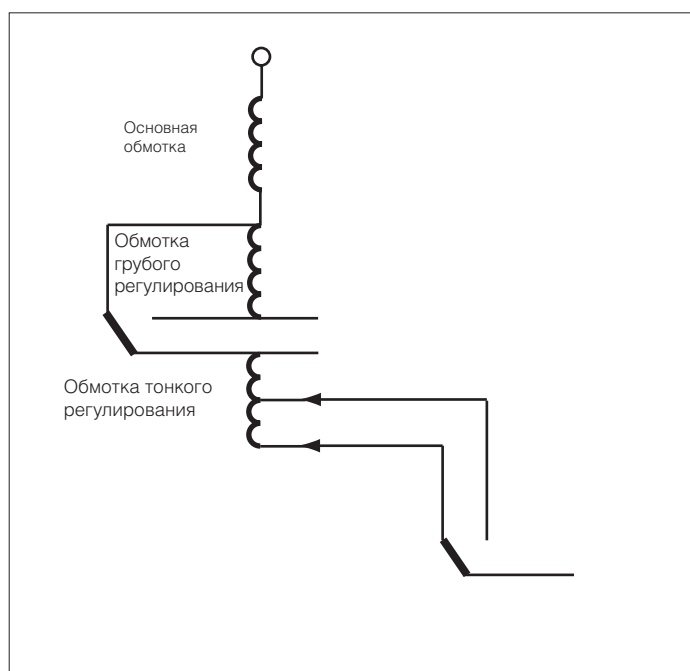 Основная
обмотка
Обмотка
грубого
регулирования
Обмотка тонкого
регулирования